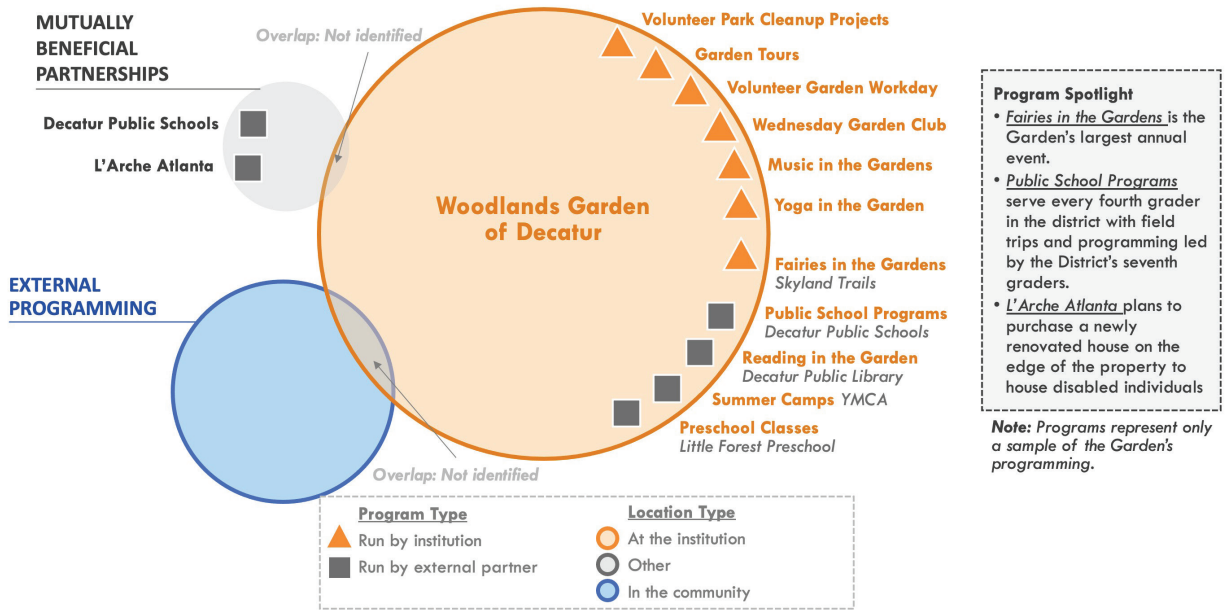 MUTUALLY
BENEFICIAL
PARTNERSHIPS
Overlap: Not identified
Decatur Public Schools
L'Arche Atlanta
EXTERNAL
PROGRAMMING
Overlap: Not identified
Woodlands Garden
of Decatur
Volunteer Park Cleanup Projects
Garden Tours
Volunteer Garden Workday
Wednesday Garden Club
Music in the Gardens
Yoga in the Garden
Fairies in the Gardens
Skyland Trails
Public School Programs
Decatur Public Schools
Reading in the Garden
Decatur Public Library
Summer Camps YMCA
Preschool Classes
Little Forest Preschool
Program Spotlight
• Fairies in the Gardens is the
Garden's largest annual
event.
• Public School Programs
serve every fourth grader
in the district with field
trips and programming led
by the District's seventh
graders.
• L'Arche Atlanta plans to
purchase a newly
renovated house on the
edge of the property to
house disabled individuals
Note: Programs represent only
a sample of the Garden's
programming.
Program Type
Run by institution
Run by external partner
Location Type
At the institution
Other
In the community